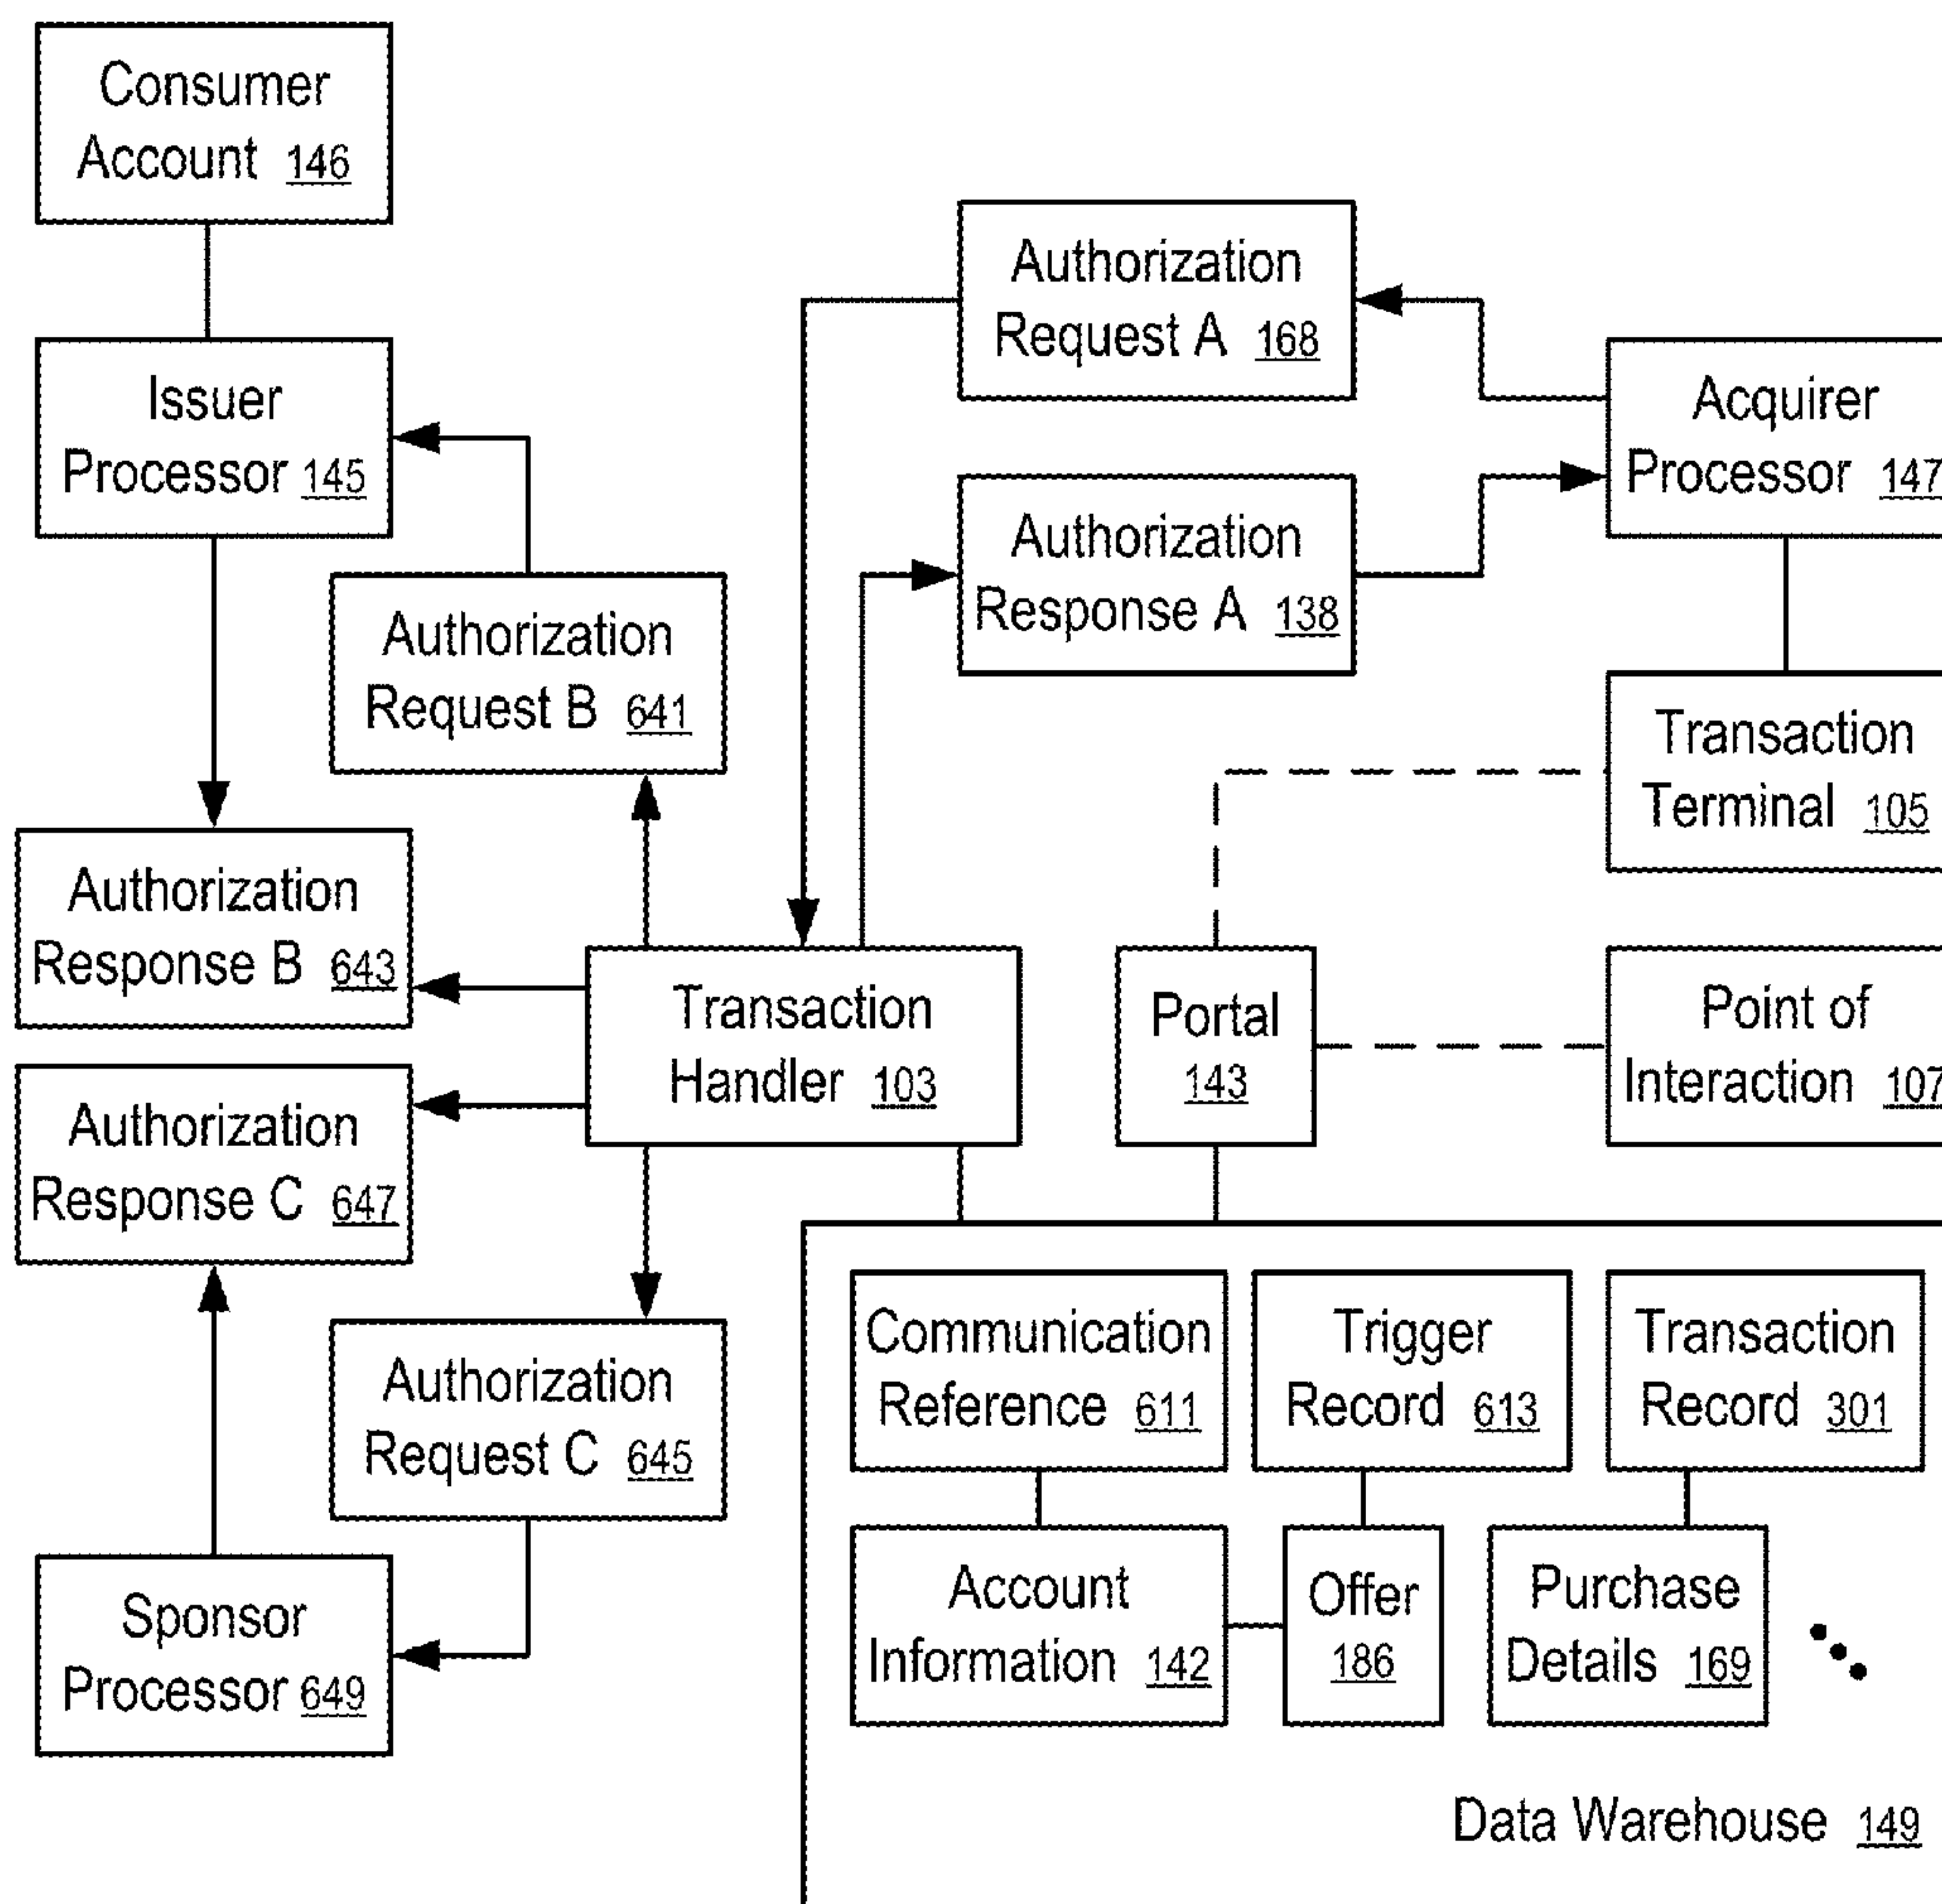 Consumer
Account 146
Authorization
Request A 168
Issuer
Processor 145
Acquirer
Processor 147
Authorization
Response A 138
Authorization
Request B 641
Transaction
Terminal 105
Authorization
Response B 643
Transaction
Handler 103
Portal
143
Point of
Interaction 107
Authorization
Response C 647
Authorization
Request C 645
Communication
Reference 611
Trigger
Record 613
Transaction
Record 301
Sponsor
Processor 649
Account
Information 142
Offer
186
Purchase
Details 169
Data Warehouse 149